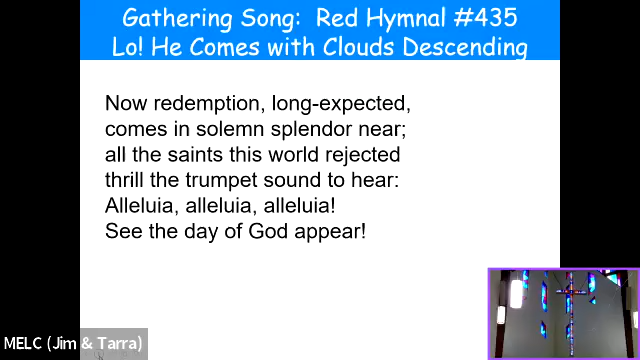 Gathering Song:  Red Hymnal #435
Lo! He Comes with Clouds Descending
Now redemption, long-expected,
comes in solemn splendor near;
all the saints this world rejected
thrill the trumpet sound to hear:
Alleluia, alleluia, alleluia!
See the day of God appear!
MELC (Jim & Tarra)